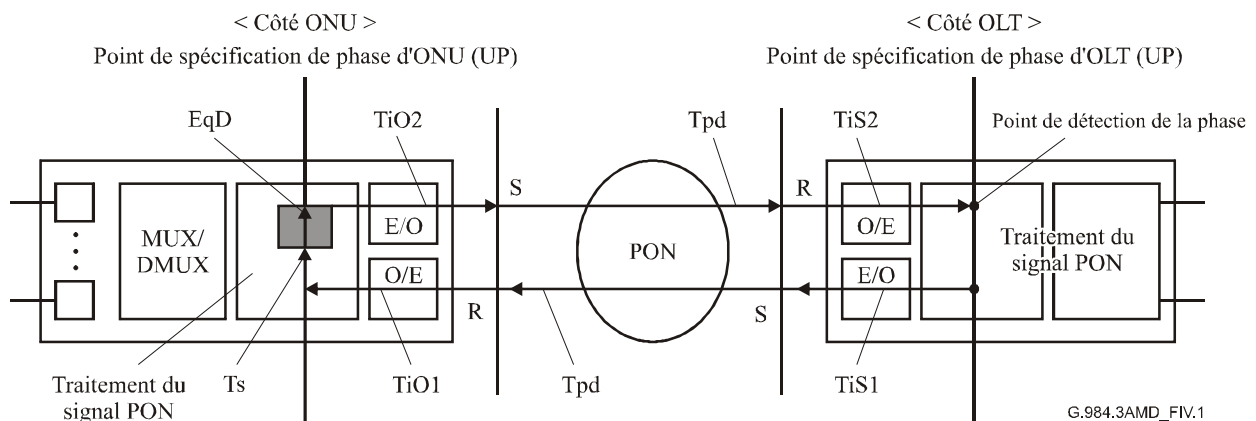 < Côté ONU >
Point de spécification de phase d'ONU (UP)
< Côté OLT >
Point de spécification de phase d'OLT (UP)
EqD
TiO2
Tpd
TiS2
Point de détection de la phase
S
R
MUX/
DMUX
E/O
O/E
PON
O/E
E/O
Traitement du
signal PON
R
S
Traitement du
signal PON
Ts
TiO1
Tpd
TiS1
G.984.3AMD_FIV.1